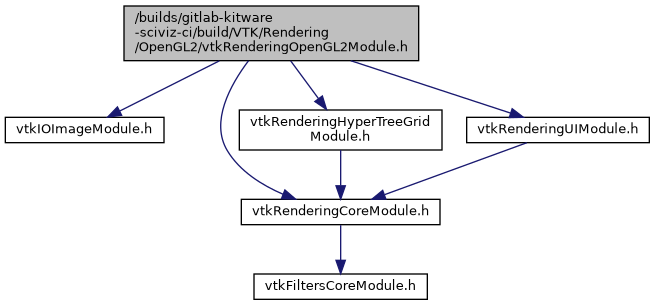 /builds/gitlab-kitware
-sciviz-ci/build/VTK/Rendering
/OpenGL2/vtkRenderingOpenGL2Module.h
vtkIOImageModule.h
vtkRenderingHyperTreeGrid
Module.h
vtkRenderingUIModule.h
vtkRenderingCoreModule.h
vtkFiltersCoreModule.h